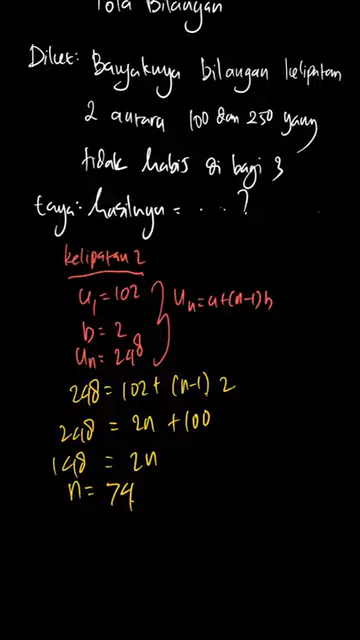 Pola Bilangan
Diket: Banyaknya bilangan kelipatan
2 antara 100 dan 250 yang
tidak habis di bagi 3
tanya: hasilnya = ... ?
kelipatan 2
U₁ = 102
b = 2
Un = 248
Un = a + (n-1) b
248 = 102 + (n-1) 2
248 = 2n + 100
148 = 2n
n = 74